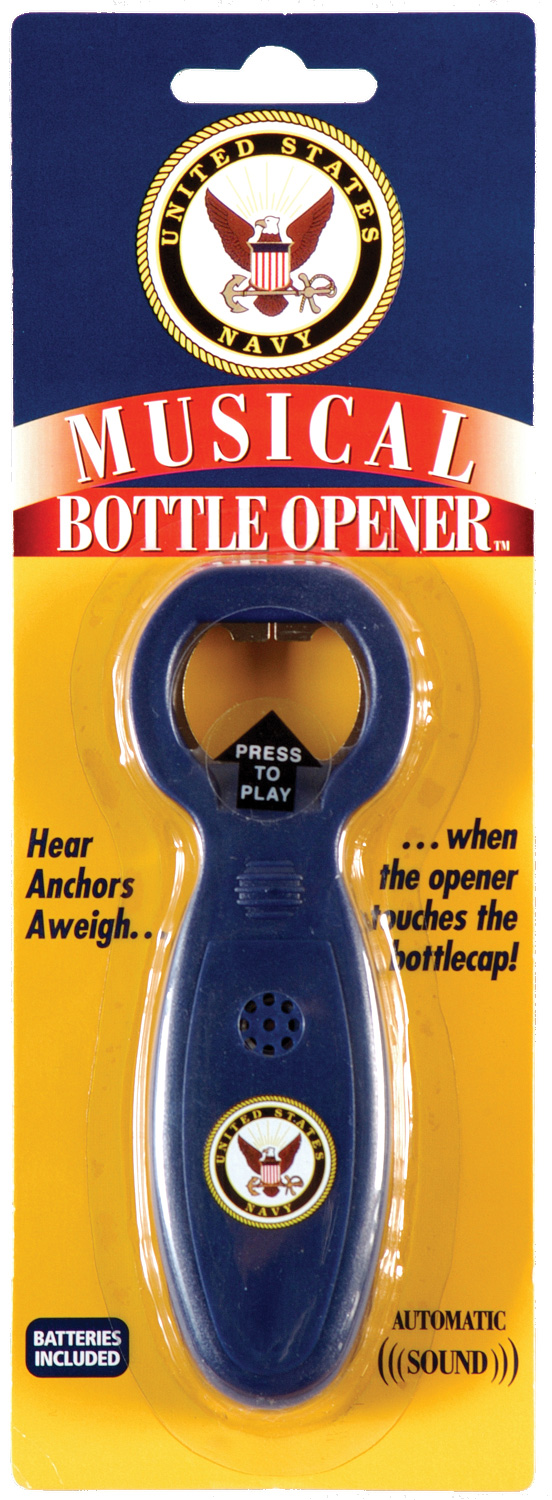 UNITED STATES
NAVY
MUSICAL
BOTTLE OPENER™
PRESS
TO
PLAY
Hear
Anchors
Aweigh...
...when
the opener
touches the
bottlecap!
UNITED STATES
NAVY
BATTERIES
INCLUDED
AUTOMATIC
(((SOUND)))